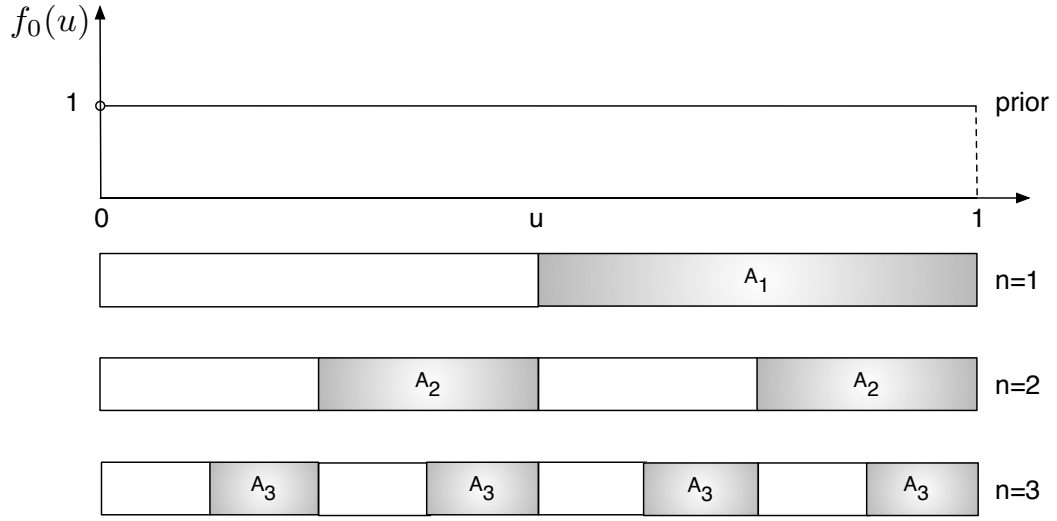 f₀(u)
1 prior
0 u 1
A₁ n=1
A₂ A₂ n=2
A₃ A₃ A₃ A₃ n=3